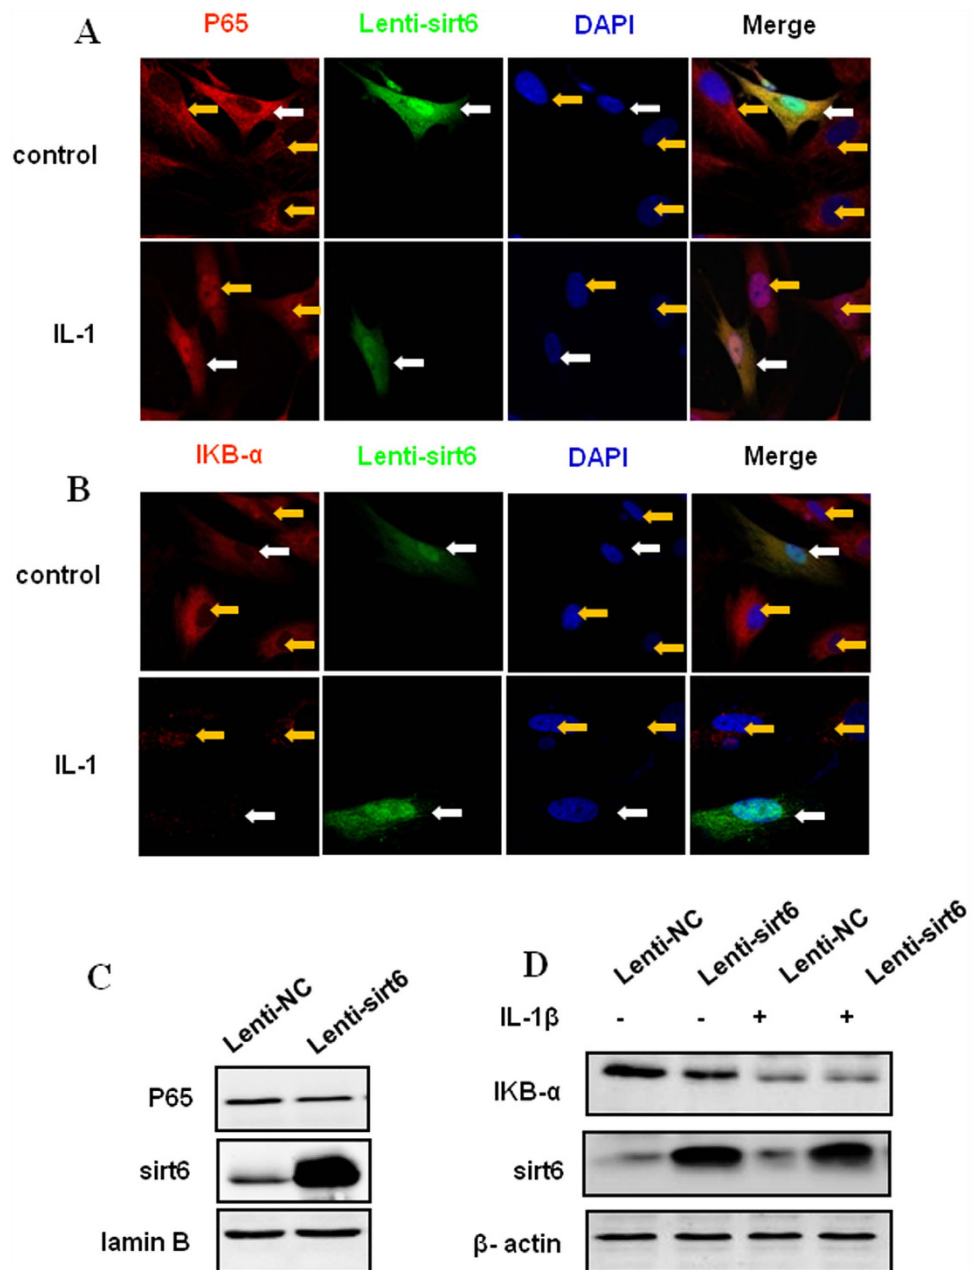 A
P65 Lenti-sirt6 DAPI Merge
control
IL-1
B
IKB-α Lenti-sirt6 DAPI Merge
control
IL-1
C
Lenti-NC Lenti-sirt6
P65
sirt6
lamin B
D
Lenti-NC Lenti-sirt6 Lenti-NC Lenti-sirt6
IL-1β - - + +
IKB-α
sirt6
β- actin